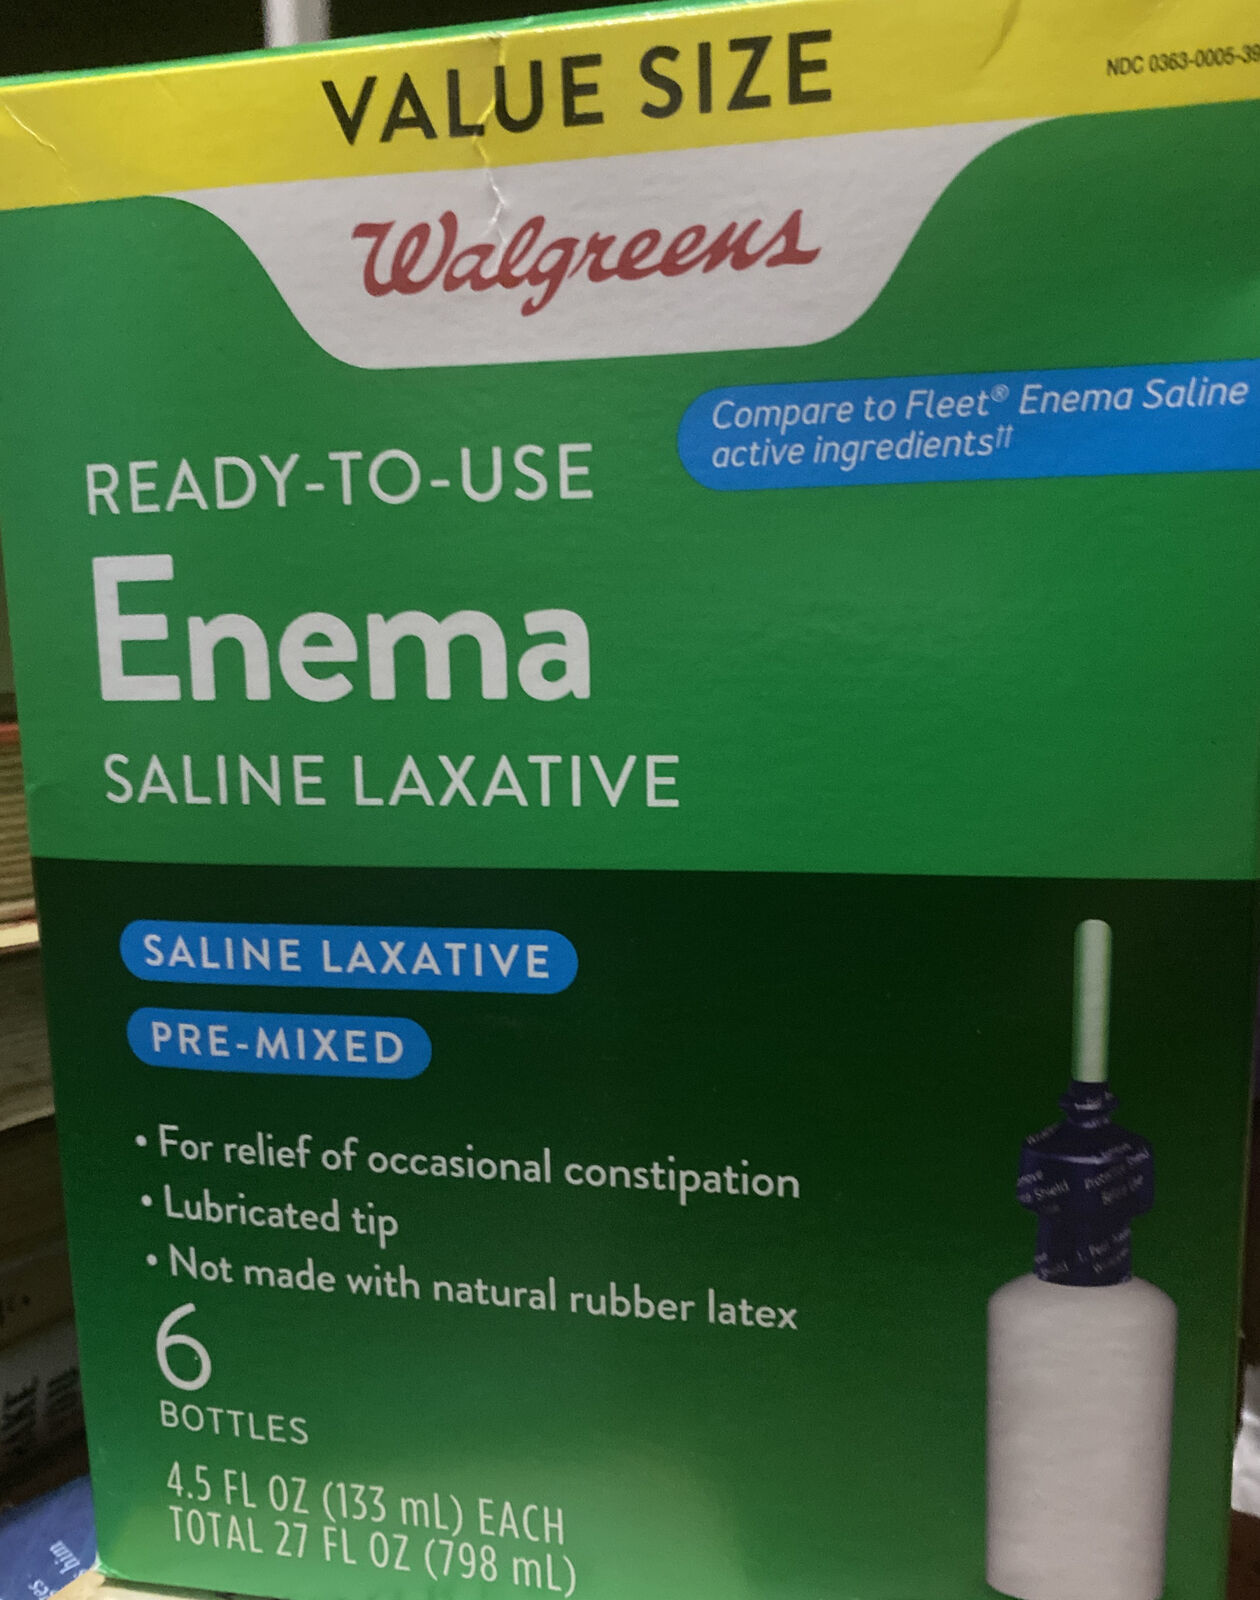 VALUE SIZE
NDC 0363-0005-39
Walgreens
Compare to Fleet® Enema Saline
active ingredients††
READY-TO-USE
Enema
SALINE LAXATIVE
SALINE LAXATIVE
PRE-MIXED
• For relief of occasional constipation
• Lubricated tip
• Not made with natural rubber latex
6
BOTTLES
4.5 FL OZ (133 mL) EACH
TOTAL 27 FL OZ (798 mL)
Shield
him